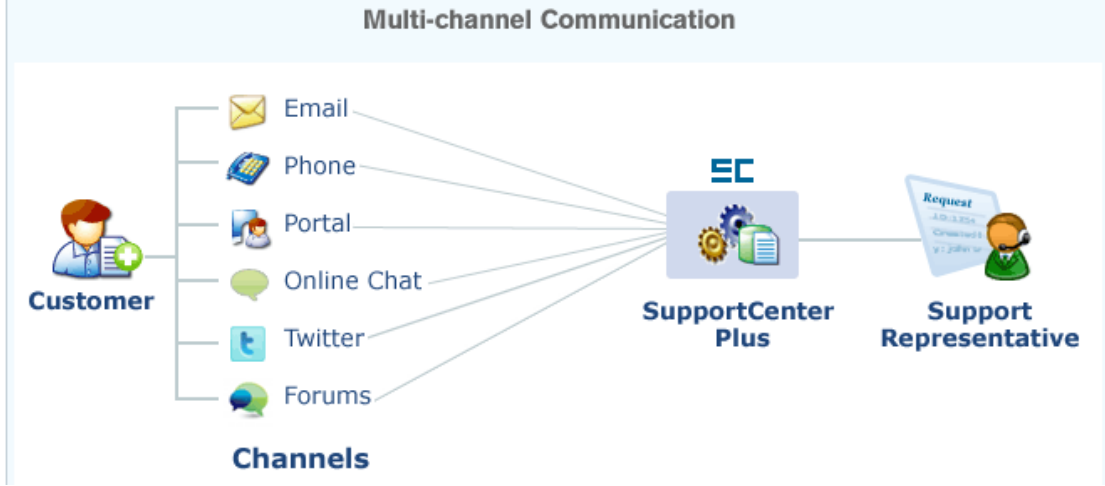 Multi-channel Communication
Email
Phone
Portal
Online Chat
Twitter
Forums
Channels
Customer
SC
SupportCenter
Plus
Request
Support
Representative